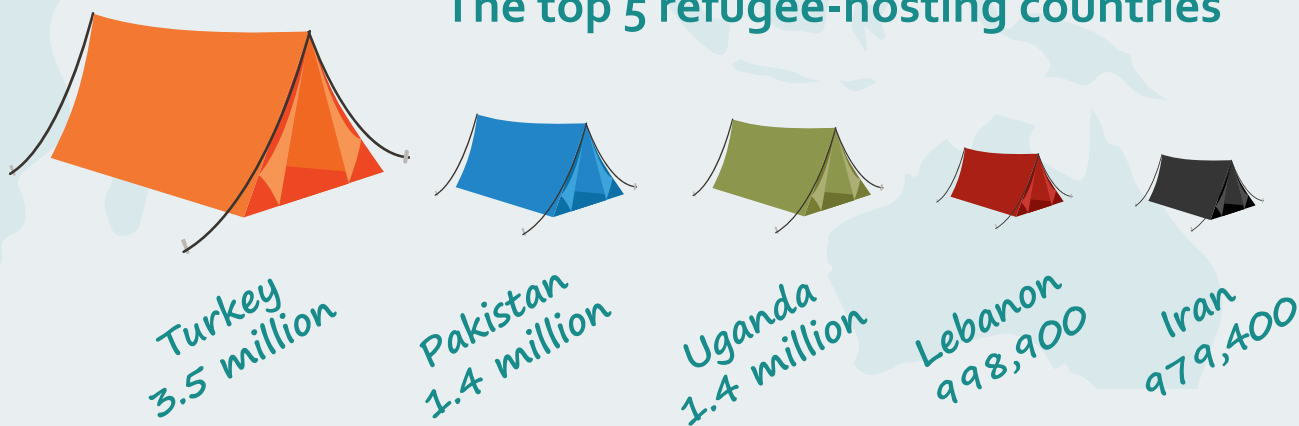 The top 5 refugee-hosting countries
Turkey
3.5 million
Pakistan
1.4 million
Uganda
1.4 million
Lebanon
998,900
Iran
979,400